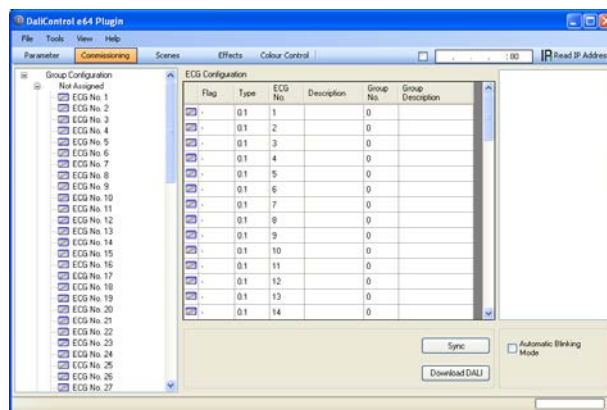 DaliControl e64 Plugin
File Tools View Help
Parameter Commissioning Scenes Effects Colour Control . . . : 80 IP Read IP Address
Group Configuration
Not Assigned
ECG No. 1
ECG No. 2
ECG No. 3
ECG No. 4
ECG No. 5
ECG No. 6
ECG No. 7
ECG No. 8
ECG No. 9
ECG No. 10
ECG No. 11
ECG No. 12
ECG No. 13
ECG No. 14
ECG No. 15
ECG No. 16
ECG No. 17
ECG No. 18
ECG No. 19
ECG No. 20
ECG No. 21
ECG No. 22
ECG No. 23
ECG No. 24
ECG No. 25
ECG No. 26
ECG No. 27
ECG Configuration
Flag Type ECG No. Description Group No. Group Description
- 0.1 1 0
- 0.1 2 0
- 0.1 3 0
- 0.1 4 0
- 0.1 5 0
- 0.1 6 0
- 0.1 7 0
- 0.1 8 0
- 0.1 9 0
- 0.1 10 0
- 0.1 11 0
- 0.1 12 0
- 0.1 13 0
- 0.1 14 0
Sync
Download DALI
Automatic Blinking
Mode